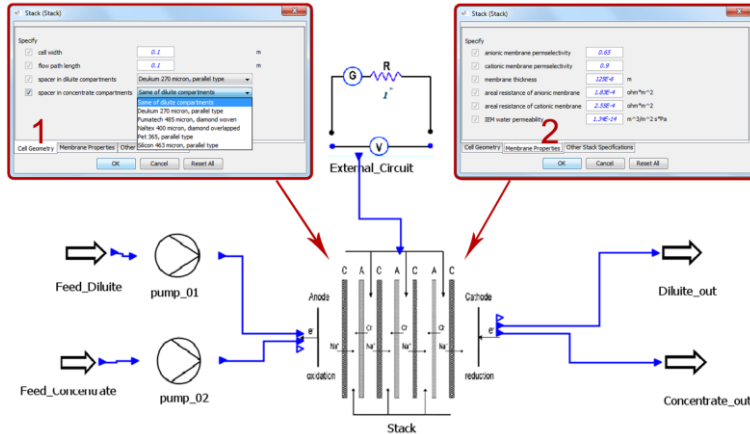 Stack (Stack)
Specify
cell width 0.1 m
flow path length 0.1 m
spacer in dilute compartments Deukum 270 micron, parallel type
spacer in concentrate compartments Same of dilute compartments
Same of dilute compartments
Deukum 270 micron, parallel type
Fumatech 485 micron, diamond woven
Naltex 400 micron, diamond overlapped
Pet 365, parallel type
Silicon 463 micron, parallel type
1
Cell Geometry Membrane Properties Other
OK Cancel Reset All
Stack (Stack)
Specify
anionic membrane permselectivity 0.65
cationic membrane permselectivity 0.9
membrane thickness 125E-6 m
areal resistance of anionic membrane 1.83E-4 ohm*m^2
areal resistance of cationic membrane 2.55E-4 ohm*m^2
IEM water permeability 1.34E-14 m^3/m^2 s*Pa
2
Cell Geometry Membrane Properties Other Stack Specifications
OK Cancel Reset All
R
G
1
V
External_Circuit
Feed_Dilute
pump_01
Feed_Concentrate
pump_02
C A C A C A C
Anode
Cathode
e-
e-
Cl- Cl- Cl-
Na+ Na+ Na+ Na+
oxidation
reduction
Stack
Dilute_out
Concentrate_out